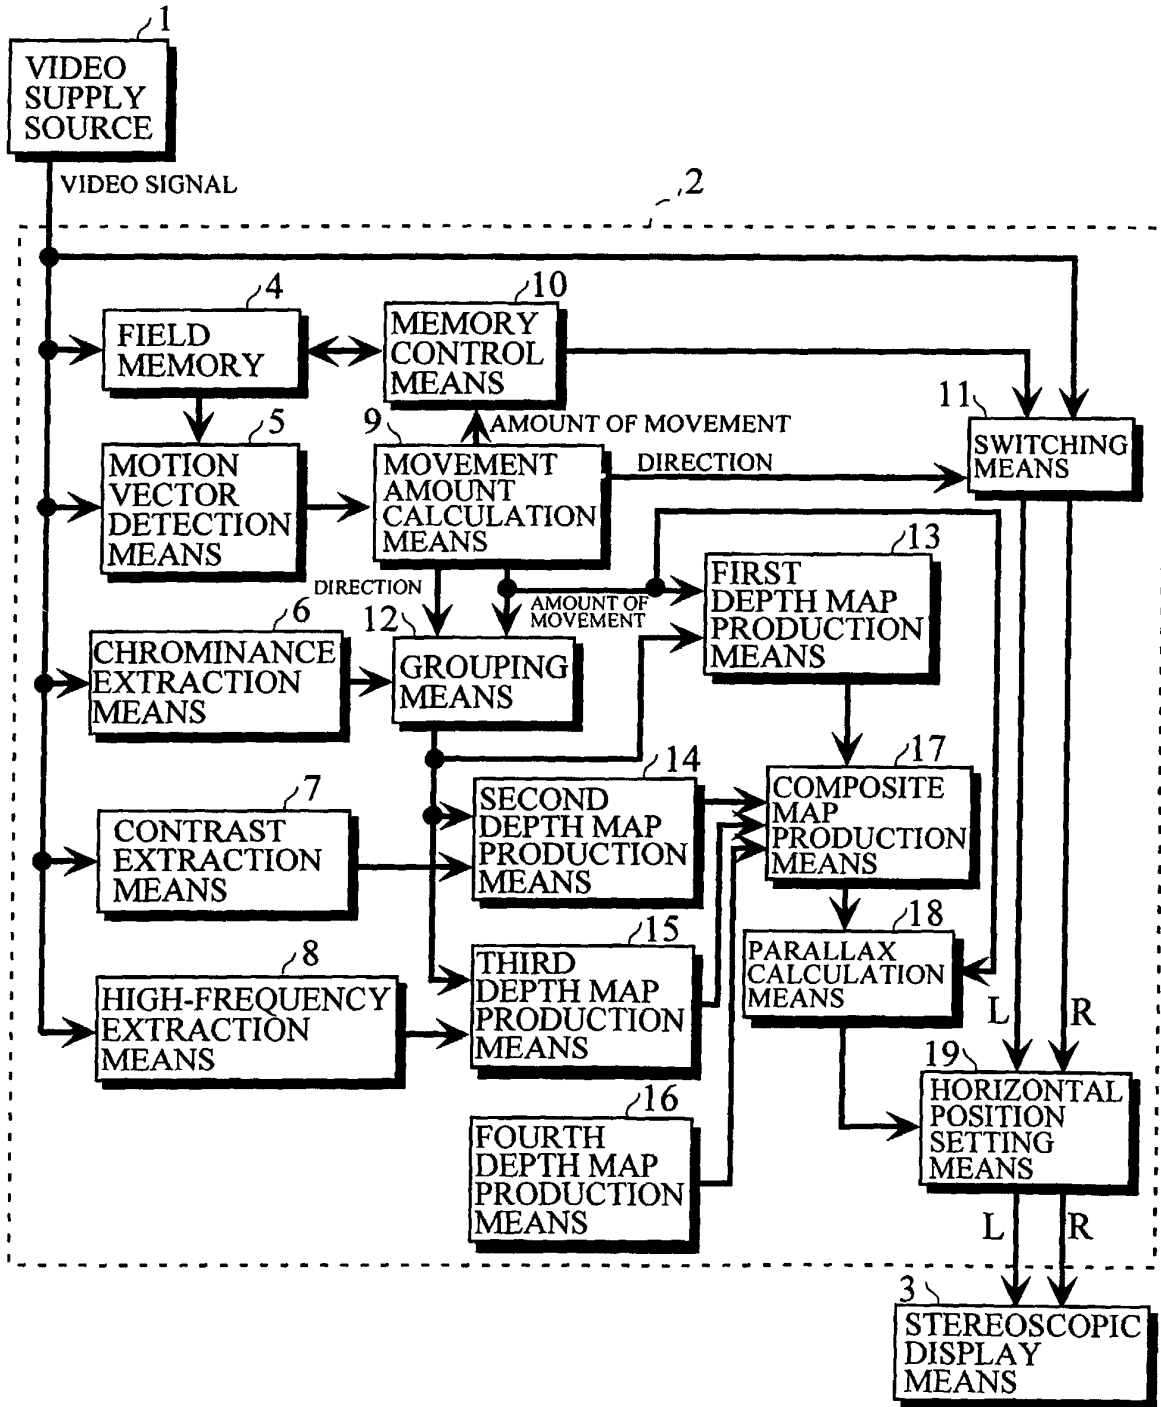 1
VIDEO
SUPPLY
SOURCE
VIDEO SIGNAL
2
4
FIELD
MEMORY
10
MEMORY
CONTROL
MEANS
AMOUNT OF MOVEMENT
5
MOTION
VECTOR
DETECTION
MEANS
9
MOVEMENT
AMOUNT
CALCULATION
MEANS
DIRECTION
11
SWITCHING
MEANS
DIRECTION
AMOUNT OF
MOVEMENT
13
FIRST
DEPTH MAP
PRODUCTION
MEANS
6
CHROMINANCE
EXTRACTION
MEANS
12
GROUPING
MEANS
7
CONTRAST
EXTRACTION
MEANS
14
SECOND
DEPTH MAP
PRODUCTION
MEANS
17
COMPOSITE
MAP
PRODUCTION
MEANS
8
HIGH-FREQUENCY
EXTRACTION
MEANS
15
THIRD
DEPTH MAP
PRODUCTION
MEANS
18
PARALLAX
CALCULATION
MEANS
L
R
16
FOURTH
DEPTH MAP
PRODUCTION
MEANS
19
HORIZONTAL
POSITION
SETTING
MEANS
L
R
3
STEREOSCOPIC
DISPLAY
MEANS